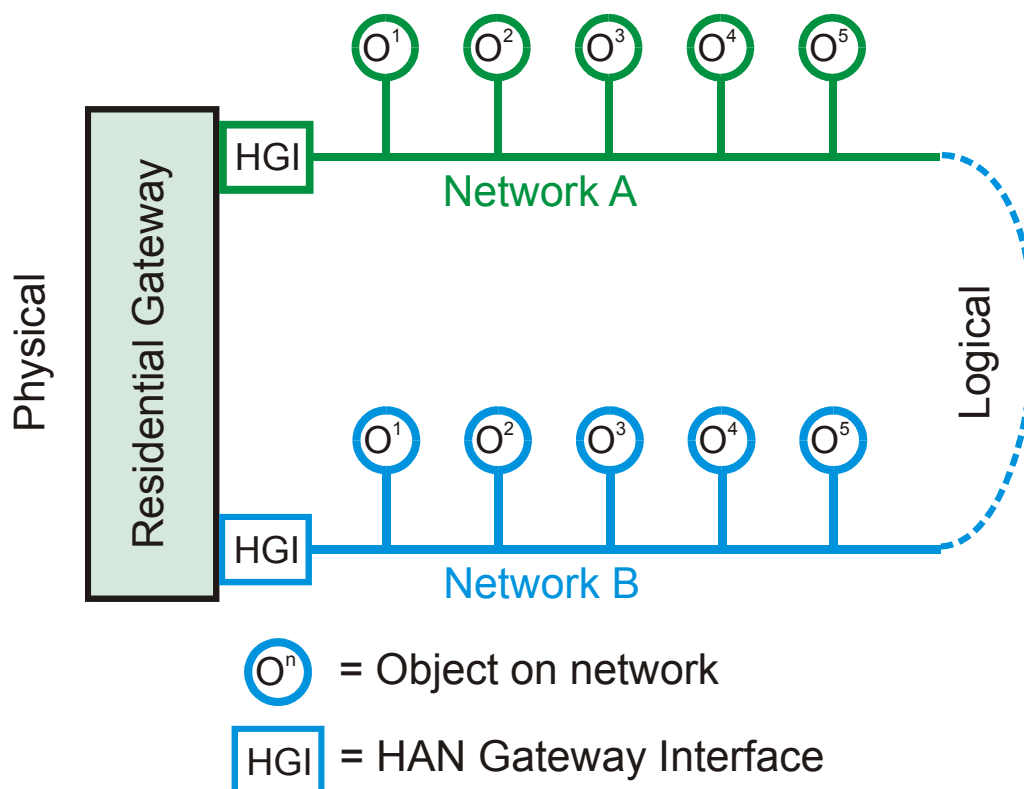 O¹ O² O³ O⁴ O⁵
HGI
Network A
Physical
Residential Gateway
Logical
O¹ O² O³ O⁴ O⁵
HGI
Network B
Oⁿ = Object on network
HGI = HAN Gateway Interface